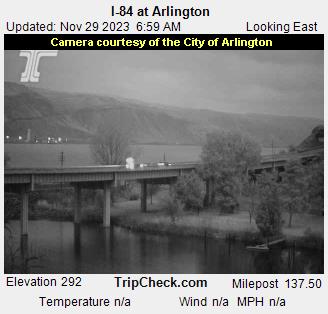 I-84 at Arlington
Updated: Nov 29 2023 6:59 AM Looking East
Camera courtesy of the City of Arlington
Elevation 292 TripCheck.com Milepost 137.50
Temperature n/a Wind n/a MPH n/a